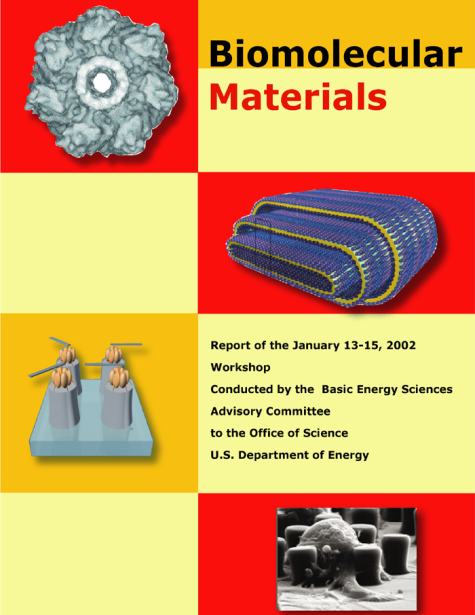 Biomolecular
Materials
Report of the January 13-15, 2002
Workshop
Conducted by the Basic Energy Sciences
Advisory Committee
to the Office of Science
U.S. Department of Energy